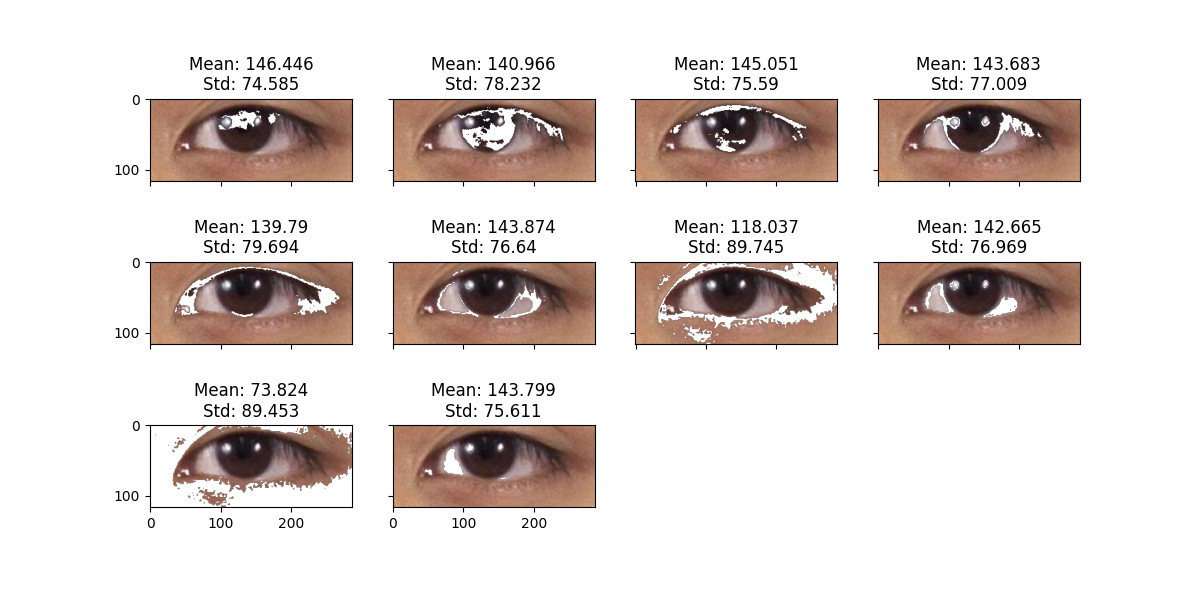 Mean: 146.446
Std: 74.585
Mean: 140.966
Std: 78.232
Mean: 145.051
Std: 75.59
Mean: 143.683
Std: 77.009
0
100
Mean: 139.79
Std: 79.694
Mean: 143.874
Std: 76.64
Mean: 118.037
Std: 89.745
Mean: 142.665
Std: 76.969
0
100
Mean: 73.824
Std: 89.453
Mean: 143.799
Std: 75.611
0
100
0 100 200
0 100 200